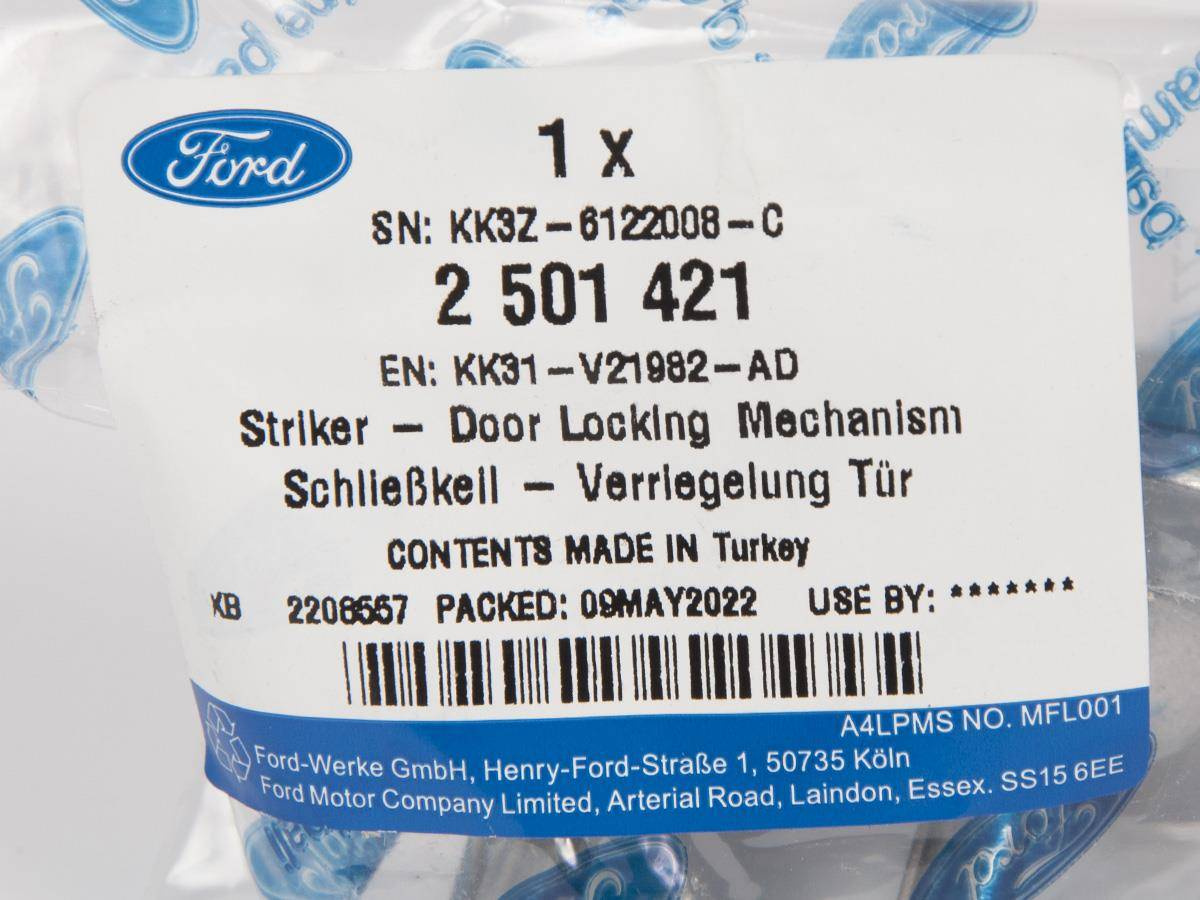 Ford
1 x
SN: KK3Z-6122008-C
2 501 421
EN: KK31-V21982-AD
Striker - Door Locking Mechanism
Schließkeil - Verriegelung Tür
CONTENTS MADE IN Turkey
KB 2206557 PACKED: 09MAY2022 USE BY: *******
A4LPMS NO. MFL001
Ford-Werke GmbH, Henry-Ford-Straße 1, 50735 Köln
Ford Motor Company Limited, Arterial Road, Laindon, Essex. SS15 6EE